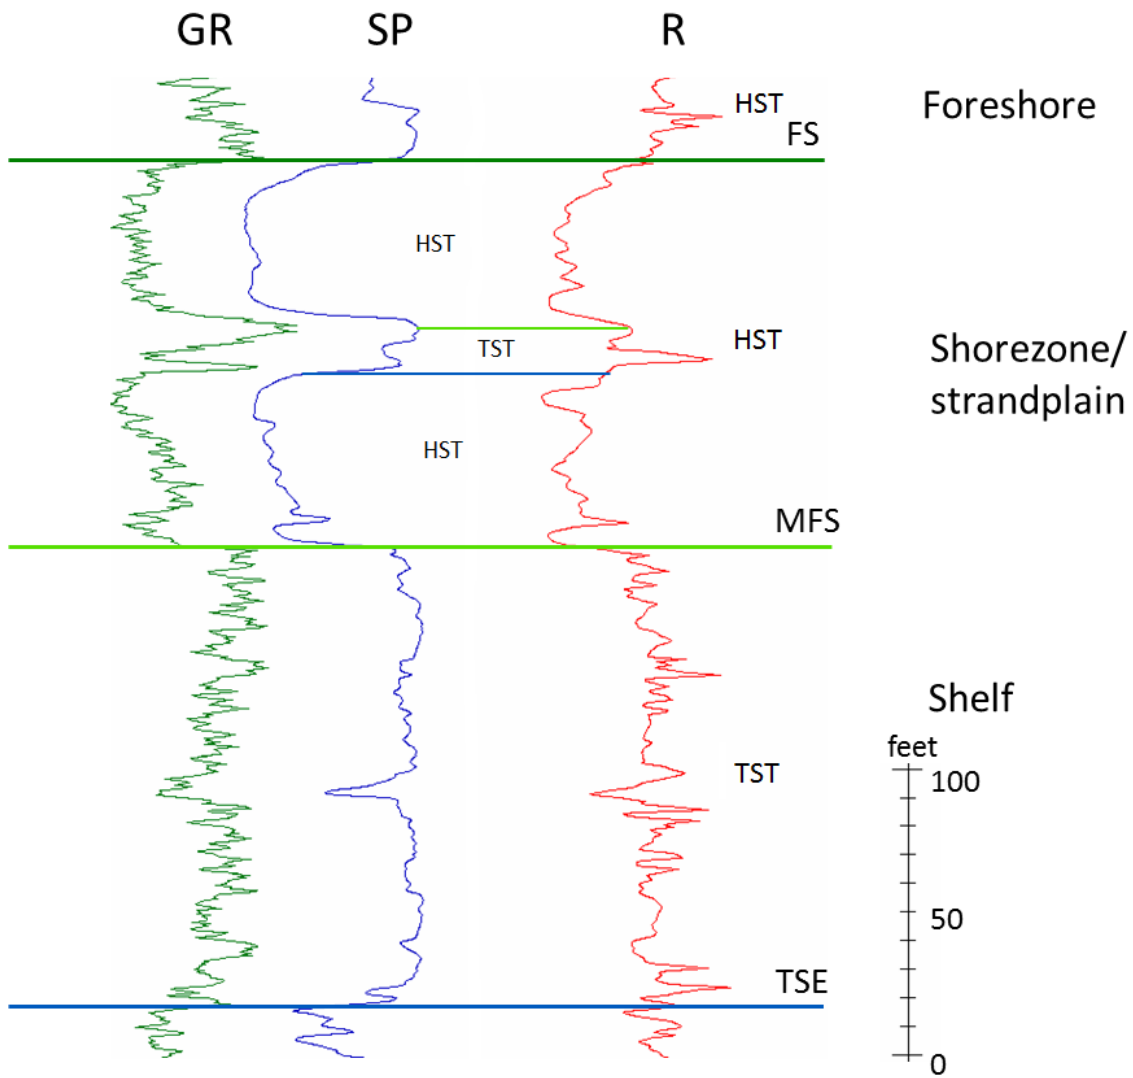 GR SP R
HST
Foreshore
FS
HST
HST
TST
Shorezone/
strandplain
HST
MFS
Shelf
feet
TST
100
50
TSE
0